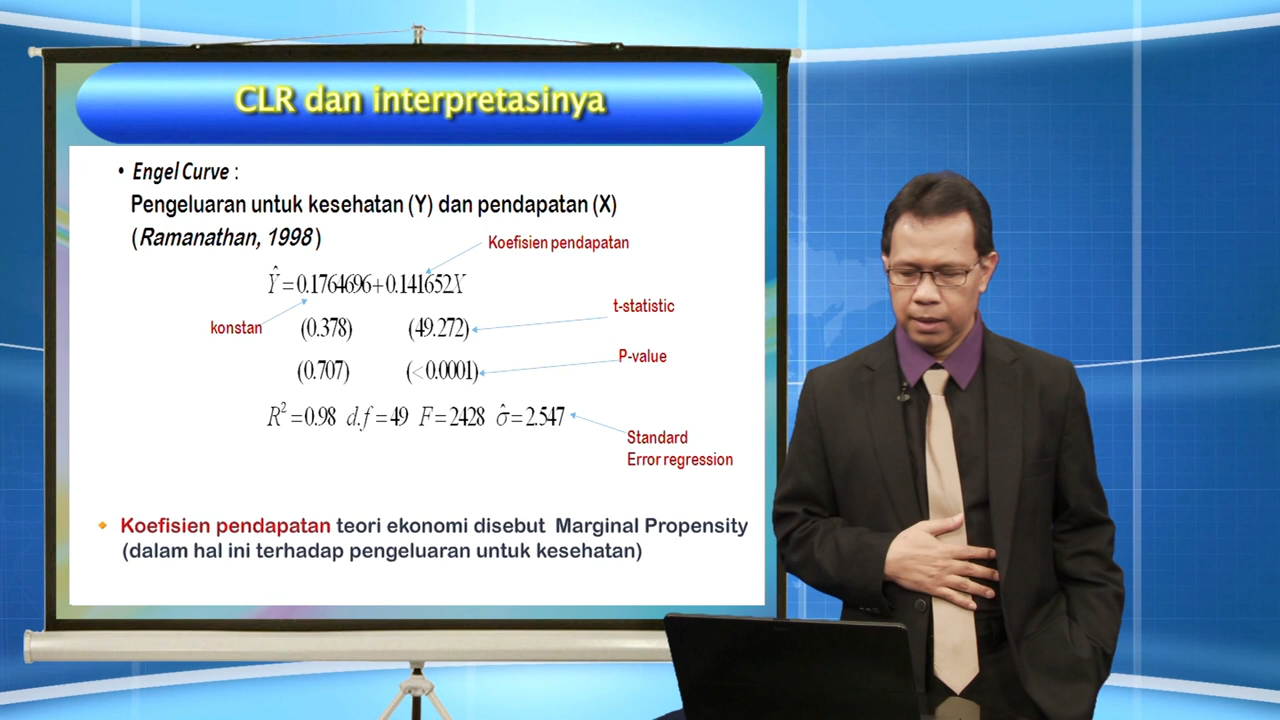 CLR dan interpretasinya
• Engel Curve :
Pengeluaran untuk kesehatan (Y) dan pendapatan (X)
(Ramanathan, 1998 )
Koefisien pendapatan
Ŷ = 0.1764696+0.141652X
t-statistic
konstan (0.378) (49.272)
P-value
(0.707) (<0.0001)
R² = 0.98 d.f = 49 F = 2428 σ̂ = 2.547
Standard
Error regression
Koefisien pendapatan teori ekonomi disebut Marginal Propensity
(dalam hal ini terhadap pengeluaran untuk kesehatan)